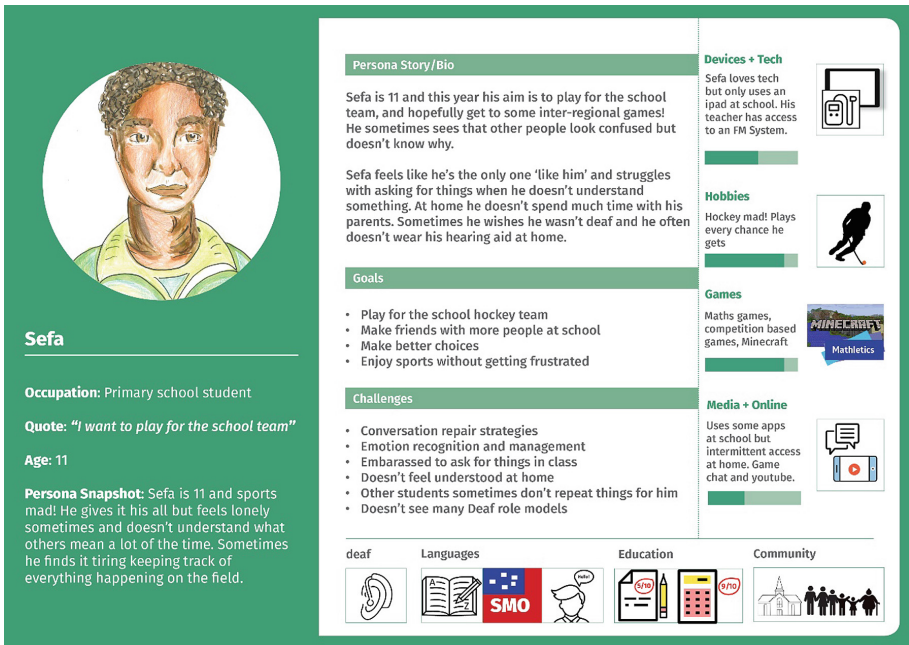 Sefa
Occupation: Primary school student
Quote: “I want to play for the school team”
Age: 11
Persona Snapshot: Sefa is 11 and sports
mad! He gives it his all but feels lonely
sometimes and doesn’t understand what
others mean a lot of the time. Sometimes
he finds it tiring keeping track of
everything happening on the field.
Persona Story/Bio
Sefa is 11 and this year his aim is to play for the school
team, and hopefully get to some inter-regional games!
He sometimes sees that other people look confused but
doesn’t know why.
Sefa feels like he’s the only one ‘like him’ and struggles
with asking for things when he doesn’t understand
something. At home he doesn’t spend much time with his
parents. Sometimes he wishes he wasn’t deaf and he often
doesn’t wear his hearing aid at home.
Goals
• Play for the school hockey team
• Make friends with more people at school
• Make better choices
• Enjoy sports without getting frustrated
Challenges
• Conversation repair strategies
• Emotion recognition and management
• Embarassed to ask for things in class
• Doesn’t feel understood at home
• Other students sometimes don’t repeat things for him
• Doesn’t see many Deaf role models
Devices + Tech
Sefa loves tech
but only uses an
ipad at school. His
teacher has access
to an FM System.
Hobbies
Hockey mad! Plays
every chance he
gets
Games
Maths games,
competition based
games, Minecraft
MINECRAFT
Mathletics
Media + Online
Uses some apps
at school but
intermittent access
at home. Game
chat and youtube.
deaf
Languages
A
Z
SMO
Hello!
Education
5/10
9/10
Community